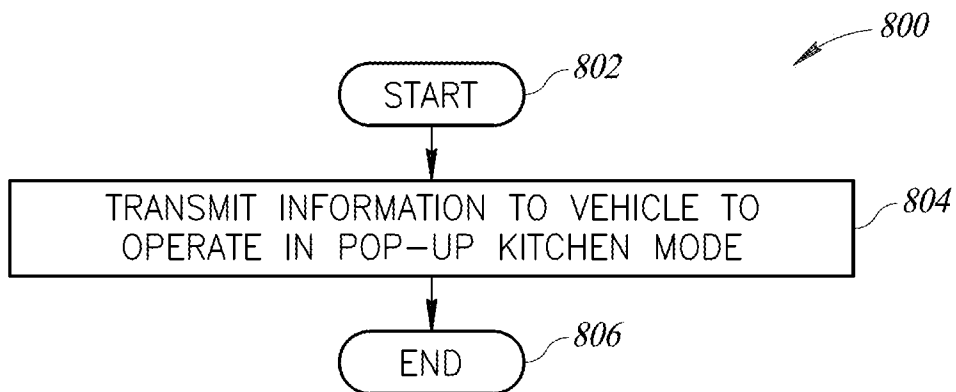 800
802
START
TRANSMIT INFORMATION TO VEHICLE TO
OPERATE IN POP-UP KITCHEN MODE
804
806
END